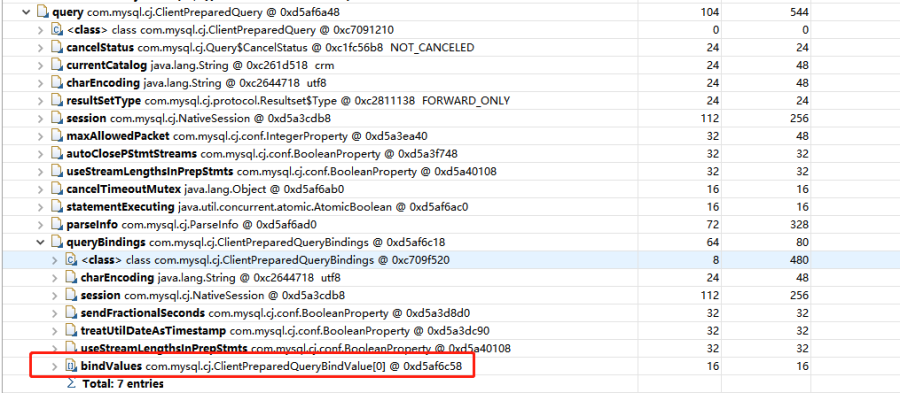 query com.mysql.cj.ClientPreparedQuery @ 0xd5af6a48 104 544
<class> class com.mysql.cj.ClientPreparedQuery @ 0xc7091210 0 0
cancelStatus com.mysql.cj.Query$CancelStatus @ 0xc1fc56b8 NOT_CANCELED 24 24
currentCatalog java.lang.String @ 0xc261d518 crm 24 48
charEncoding java.lang.String @ 0xc2644718 utf8 24 48
resultSetType com.mysql.cj.protocol.Resultset$Type @ 0xc2811138 FORWARD_ONLY 24 24
session com.mysql.cj.NativeSession @ 0xd5a3cdb8 112 256
maxAllowedPacket com.mysql.cj.conf.IntegerProperty @ 0xd5a3ea40 32 48
autoClosePStmtStreams com.mysql.cj.conf.BooleanProperty @ 0xd5a3f748 32 32
useStreamLengthsInPrepStmts com.mysql.cj.conf.BooleanProperty @ 0xd5a40108 32 32
cancelTimeoutMutex java.lang.Object @ 0xd5af6ab0 16 16
statementExecuting java.util.concurrent.atomic.AtomicBoolean @ 0xd5af6ac0 16 16
parseInfo com.mysql.cj.ParseInfo @ 0xd5af6ad0 72 328
queryBindings com.mysql.cj.ClientPreparedQueryBindings @ 0xd5af6c18 64 80
<class> class com.mysql.cj.ClientPreparedQueryBindings @ 0xc709f520 8 480
charEncoding java.lang.String @ 0xc2644718 utf8 24 48
session com.mysql.cj.NativeSession @ 0xd5a3cdb8 112 256
sendFractionalSeconds com.mysql.cj.conf.BooleanProperty @ 0xd5a3d8d0 32 32
treatUtilDateAsTimestamp com.mysql.cj.conf.BooleanProperty @ 0xd5a3dc90 32 32
useStreamLengthsInPrepStmts com.mysql.cj.conf.BooleanProperty @ 0xd5a40108 32 32
bindValues com.mysql.cj.ClientPreparedQueryBindValue[0] @ 0xd5af6c58 16 16
Σ Total: 7 entries